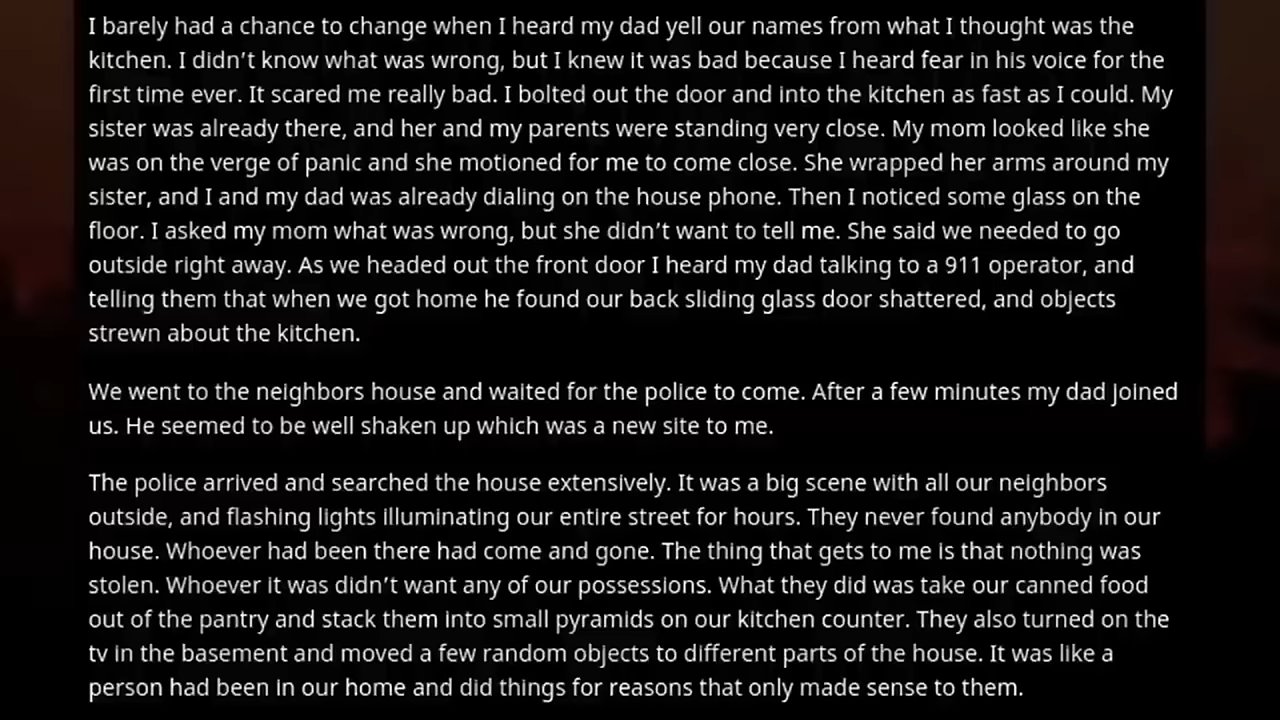 I barely had a chance to change when I heard my dad yell our names from what I thought was the
kitchen. I didn’t know what was wrong, but I knew it was bad because I heard fear in his voice for the
first time ever. It scared me really bad. I bolted out the door and into the kitchen as fast as I could. My
sister was already there, and her and my parents were standing very close. My mom looked like she
was on the verge of panic and she motioned for me to come close. She wrapped her arms around my
sister, and I and my dad was already dialing on the house phone. Then I noticed some glass on the
floor. I asked my mom what was wrong, but she didn’t want to tell me. She said we needed to go
outside right away. As we headed out the front door I heard my dad talking to a 911 operator, and
telling them that when we got home he found our back sliding glass door shattered, and objects
strewn about the kitchen.
We went to the neighbors house and waited for the police to come. After a few minutes my dad joined
us. He seemed to be well shaken up which was a new site to me.
The police arrived and searched the house extensively. It was a big scene with all our neighbors
outside, and flashing lights illuminating our entire street for hours. They never found anybody in our
house. Whoever had been there had come and gone. The thing that gets to me is that nothing was
stolen. Whoever it was didn’t want any of our possessions. What they did was take our canned food
out of the pantry and stack them into small pyramids on our kitchen counter. They also turned on the
tv in the basement and moved a few random objects to different parts of the house. It was like a
person had been in our home and did things for reasons that only made sense to them.